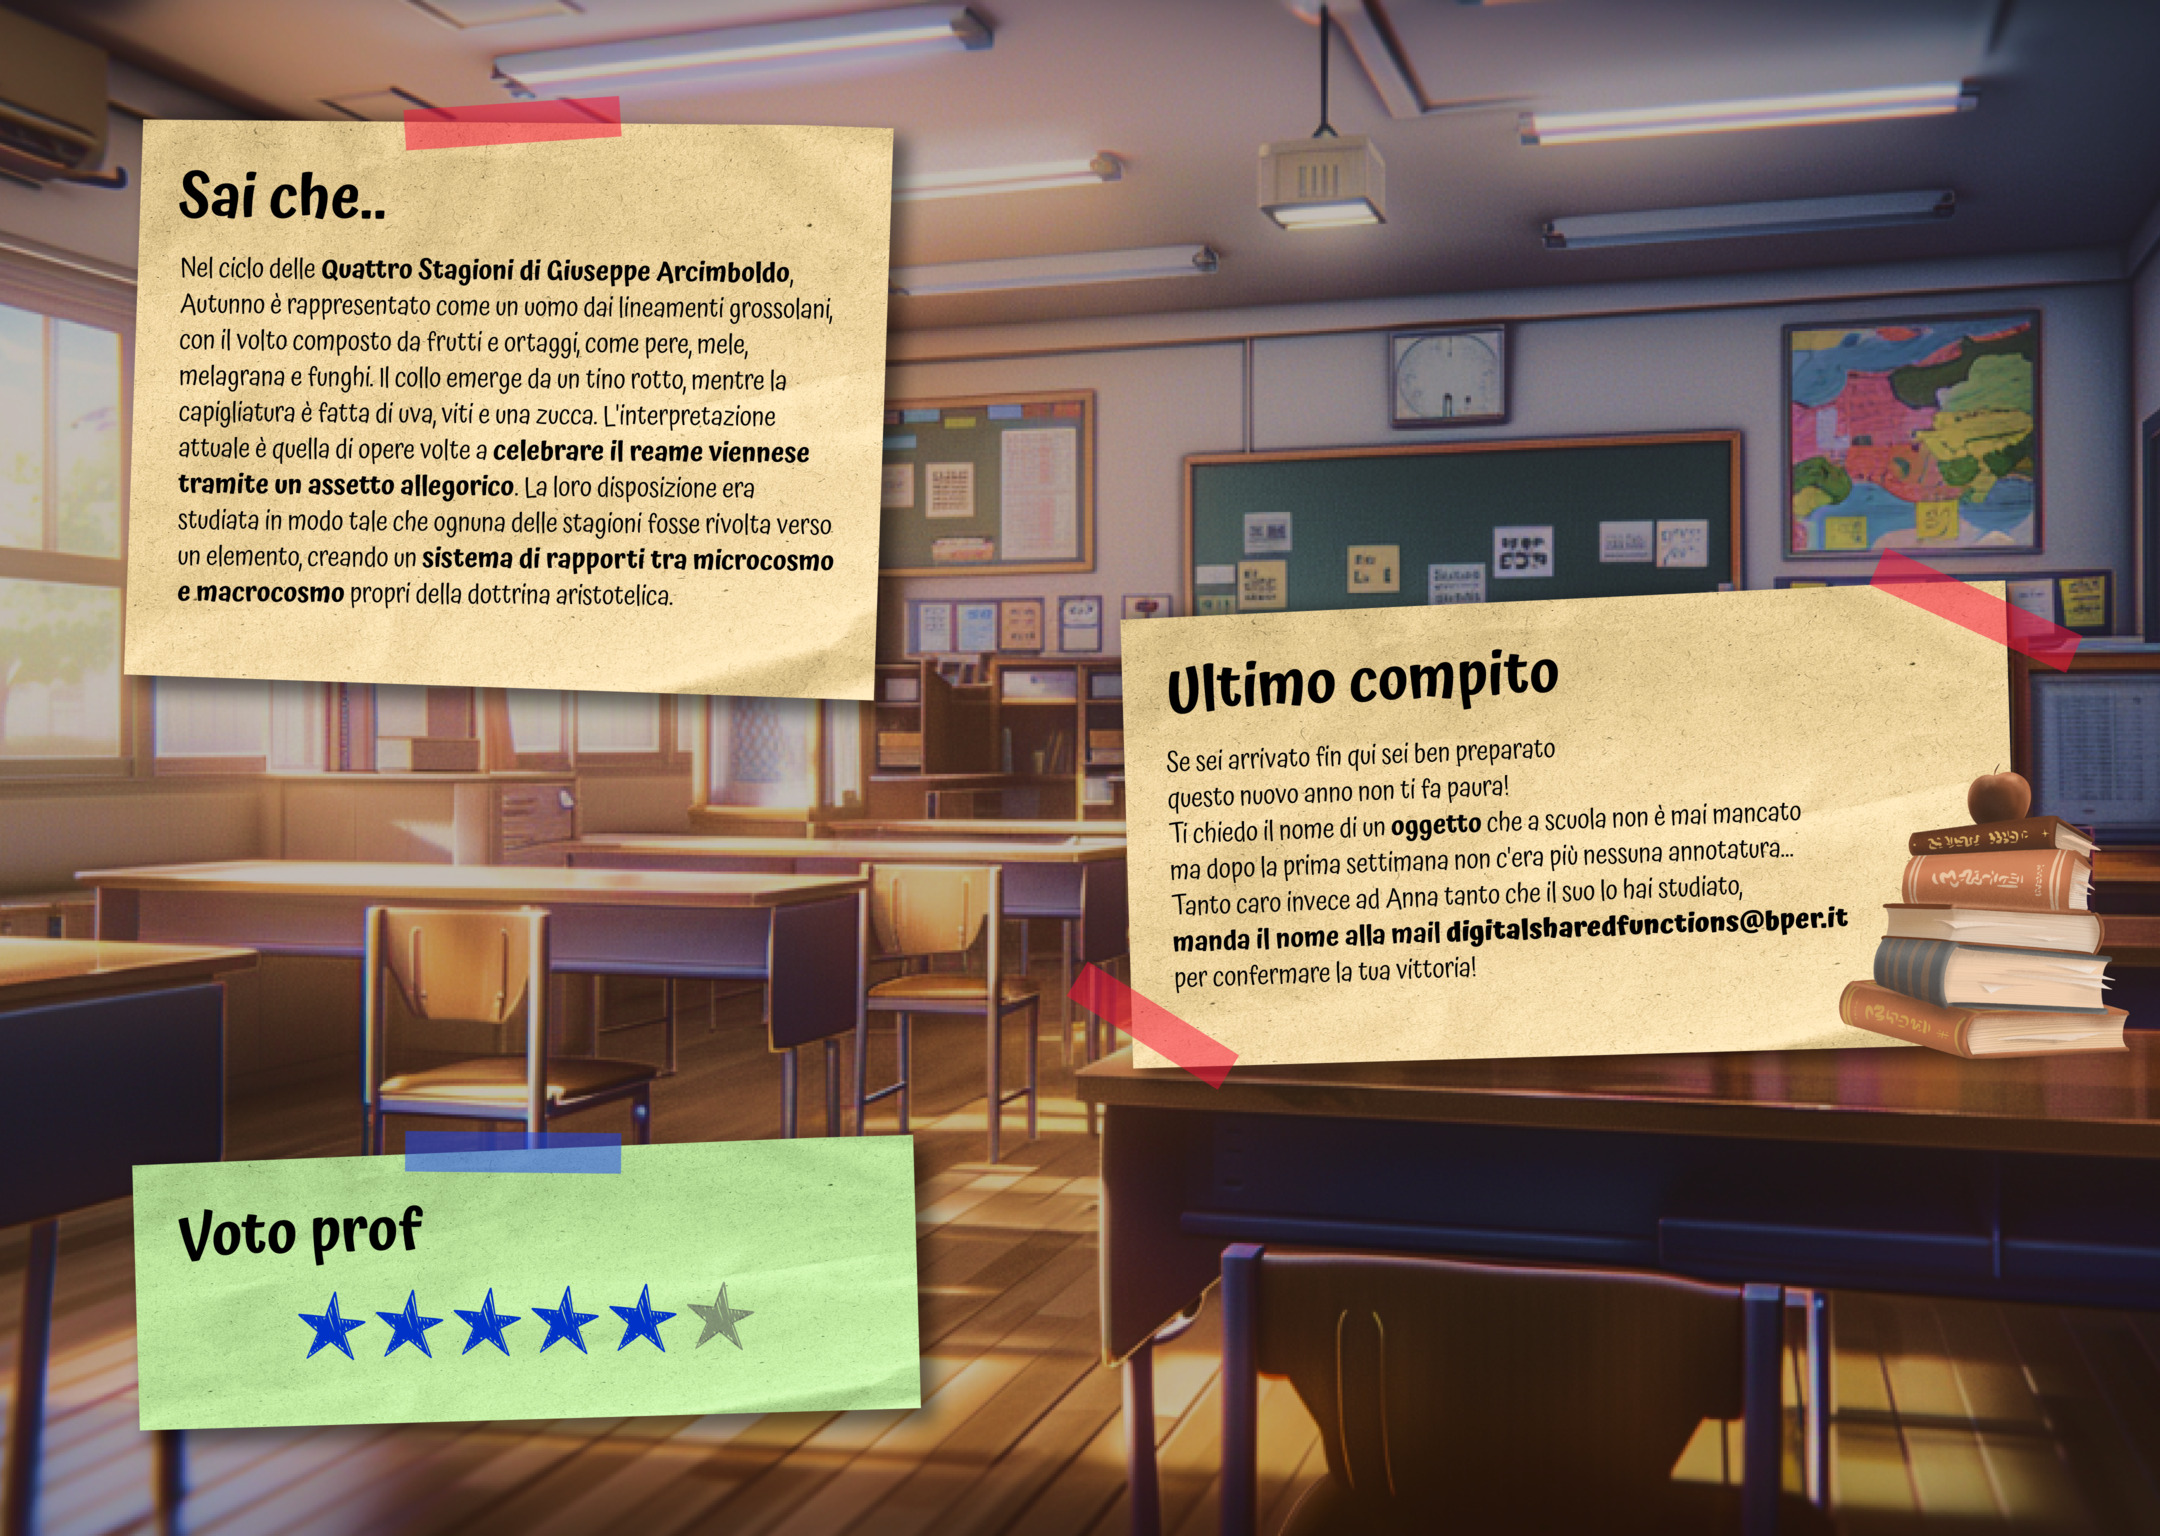 Sai che..
Nel ciclo delle Quattro Stagioni di Giuseppe Arcimboldo,
Autunno è rappresentato come un uomo dai lineamenti grossolani,
con il volto composto da frutti e ortaggi, come pere, mele,
melagrana e funghi. Il collo emerge da un tino rotto, mentre la
capigliatura è fatta di uva, viti e una zucca. L'interpretazione
attuale è quella di opere volte a celebrare il reame viennese
tramite un assetto allegorico. La loro disposizione era
studiata in modo tale che ognuna delle stagioni fosse rivolta verso
un elemento, creando un sistema di rapporti tra microcosmo
e macrocosmo propri della dottrina aristotelica.
Ultimo compito
Se sei arrivato fin qui sei ben preparato
questo nuovo anno non ti fa paura!
Ti chiedo il nome di un oggetto che a scuola non è mai mancato
ma dopo la prima settimana non c'era più nessuna annotatura...
Tanto caro invece ad Anna tanto che il suo lo hai studiato,
manda il nome alla mail digitalsharedfunctions@bper.it
per confermare la tua vittoria!
Voto prof